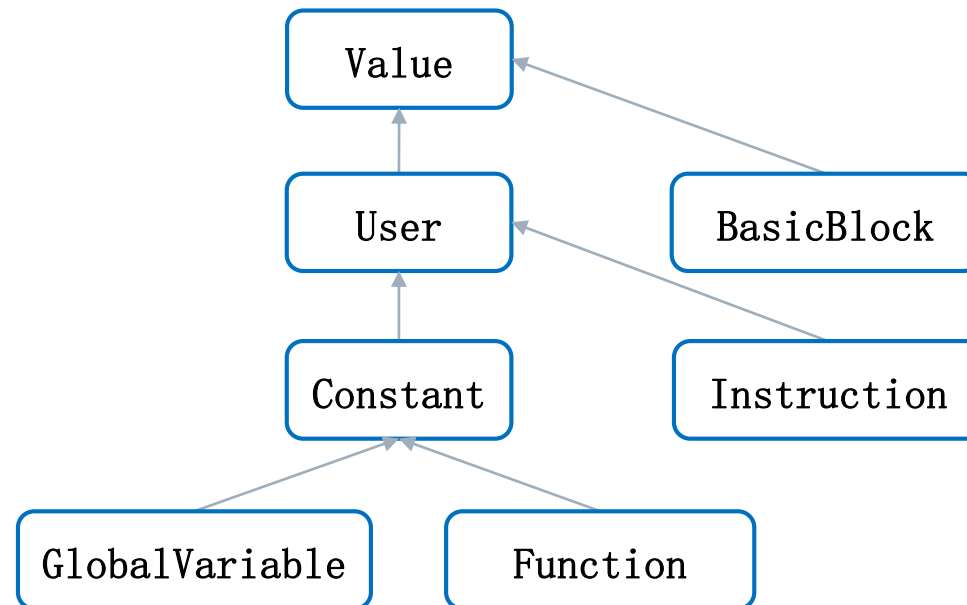 Value
User
BasicBlock
Constant
Instruction
GlobalVariable
Function